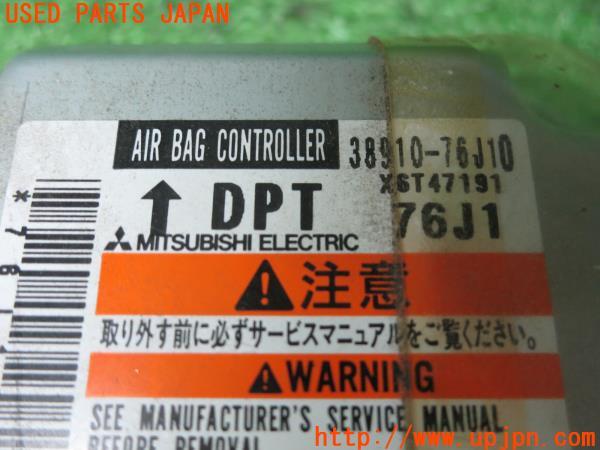 USED PARTS JAPAN
AIR BAG CONTROLLER 38910-76J10
X6T47191
DPT 76J1
MITSUBISHI ELECTRIC
注意
取り外す前に必ずサービスマニュアルをご覧ください。
WARNING
SEE MANUFACTURER'S SERVICE MANUAL
BEFORE REMOVAL
http://www.upjpn.com